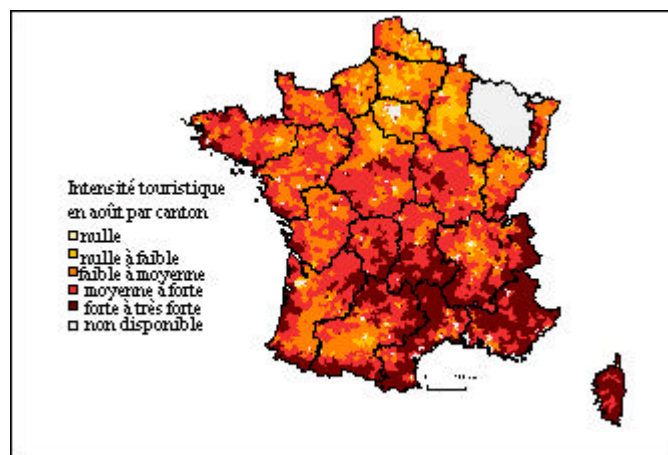 Intensité touristique
en août par canton
nulle
nulle à faible
faible à moyenne
moyenne à forte
forte à très forte
non disponible